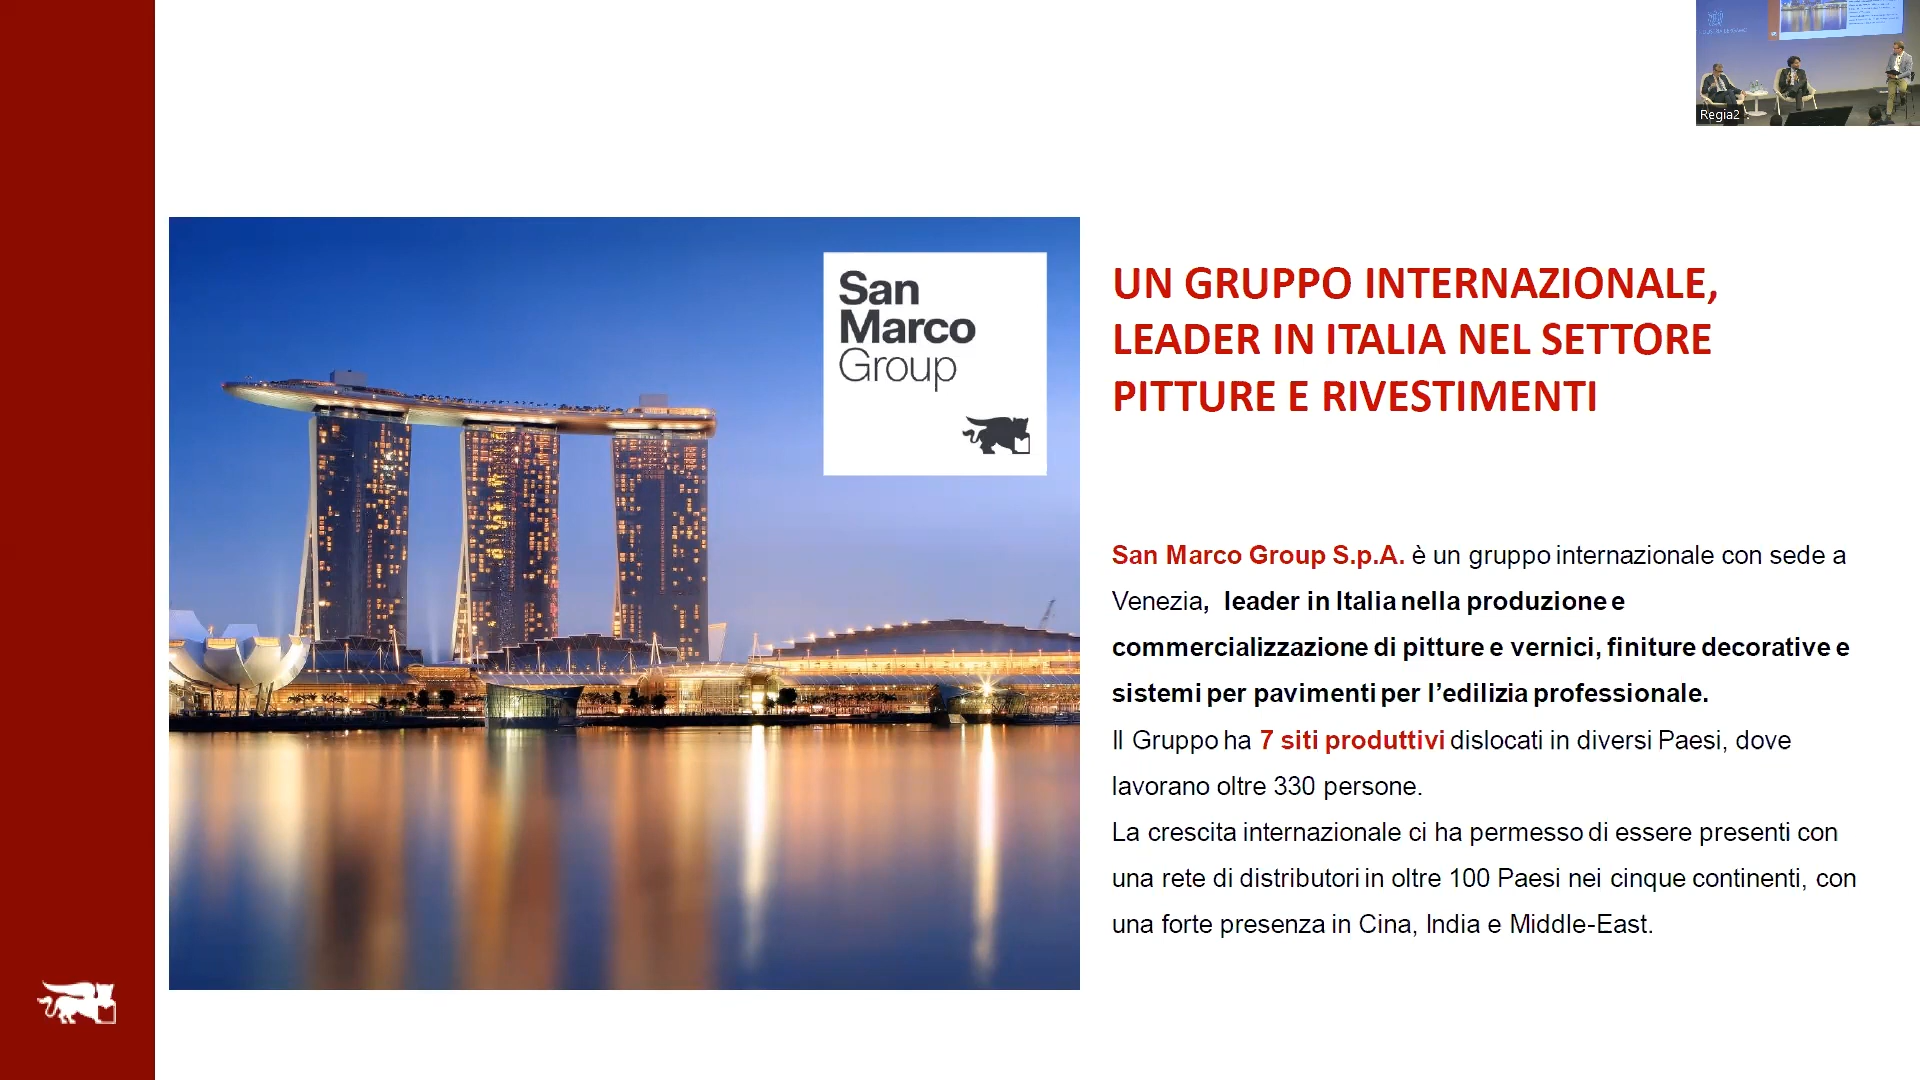 Regia2
San
Marco
Group
UN GRUPPO INTERNAZIONALE,
LEADER IN ITALIA NEL SETTORE
PITTURE E RIVESTIMENTI
San Marco Group S.p.A. è un gruppo internazionale con sede a
Venezia, leader in Italia nella produzione e
commercializzazione di pitture e vernici, finiture decorative e
sistemi per pavimenti per l’edilizia professionale.
Il Gruppo ha 7 siti produttivi dislocati in diversi Paesi, dove
lavorano oltre 330 persone.
La crescita internazionale ci ha permesso di essere presenti con
una rete di distributori in oltre 100 Paesi nei cinque continenti, con
una forte presenza in Cina, India e Middle-East.